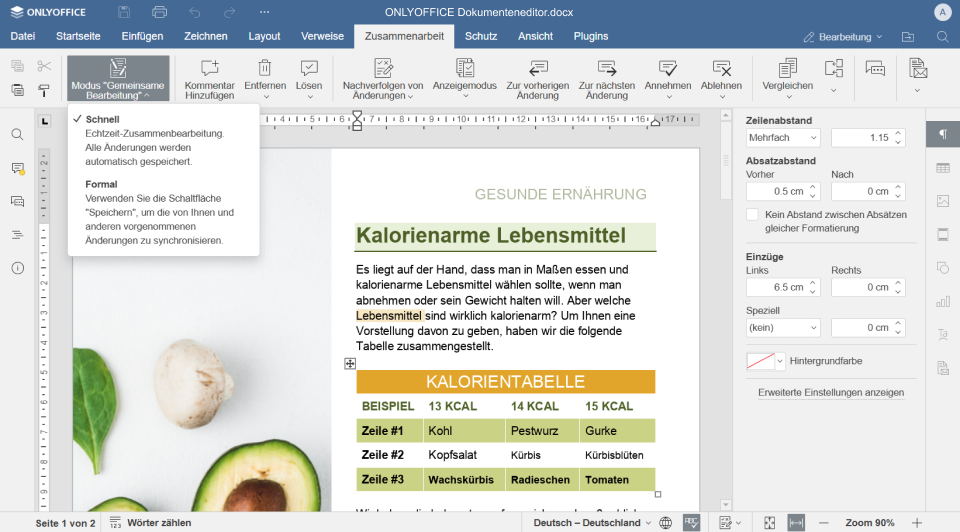 ONLYOFFICE
ONLYOFFICE Dokumenteneditor.docx
A
Datei Startseite Einfügen Zeichnen Layout Verweise Zusammenarbeit Schutz Ansicht Plugins Bearbeitung
Modus "Gemeinsame
Bearbeitung"
Kommentar
Hinzufügen
Entfernen
Lösen
Nachverfolgen von
Änderungen
Anzeigemodus
Zur vorherigen
Änderung
Zur nächsten
Änderung
Annehmen
Ablehnen
Vergleichen
Schnell
Echtzeit-Zusammenbearbeitung.
Alle Änderungen werden
automatisch gespeichert.
Formal
Verwenden Sie die Schaltfläche
"Speichern", um die von Ihnen und
anderen vorgenommenen
Änderungen zu synchronisieren.
GESUNDE ERNÄHRUNG
Kalorienarme Lebensmittel
Es liegt auf der Hand, dass man in Maßen essen und
kalorienarme Lebensmittel wählen sollte, wenn man
abnehmen oder sein Gewicht halten will. Aber welche
Lebensmittel sind wirklich kalorienarm? Um Ihnen eine
Vorstellung davon zu geben, haben wir die folgende
Tabelle zusammengestellt.
KALORIENTABELLE
BEISPIEL 13 KCAL 14 KCAL 15 KCAL
Zeile #1 Kohl Pestwurz Gurke
Zeile #2 Kopfsalat Kürbis Kürbisblüten
Zeile #3 Wachskürbis Radieschen Tomaten
Zeilenabstand
Mehrfach 1.15
Absatzabstand
Vorher Nach
0.5 cm 0 cm
Kein Abstand zwischen Absätzen
gleicher Formatierung
Einzüge
Links Rechts
6.5 cm 0 cm
Speziell
(kein) 0 cm
Hintergrundfarbe
Erweiterte Einstellungen anzeigen
Seite 1 von 2 Wörter zählen Deutsch – Deutschland Zoom 90%